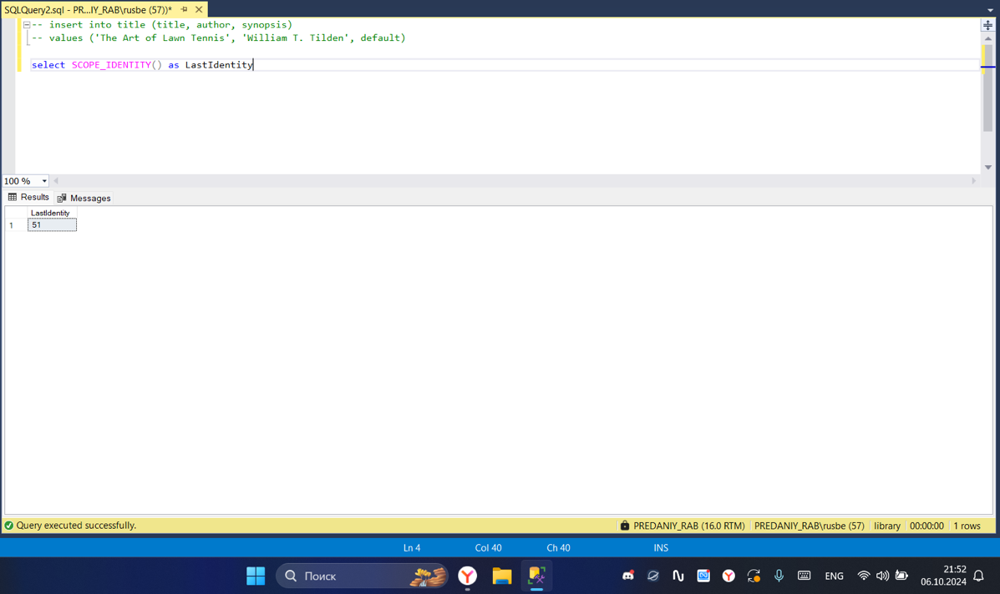 SQLQuery2.sql - PR...IY_RAB\rusbe (57))*
-- insert into title (title, author, synopsis)
-- values ('The Art of Lawn Tennis', 'William T. Tilden', default)
select SCOPE_IDENTITY() as LastIdentity
100 %
Results Messages
LastIdentity
1 51
Query executed successfully. PREDANIY_RAB (16.0 RTM) PREDANIY_RAB\rusbe (57) library 00:00:00 1 rows
Ln 4 Col 40 Ch 40 INS
Поиск ENG 21:52
06.10.2024